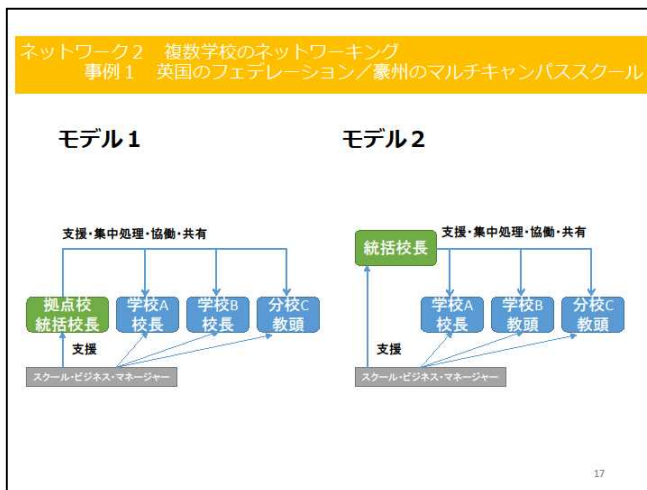 ネットワーク２　複数学校のネットワーキング
事例１　英国のフェデレーション／豪州のマルチキャンパススクール
モデル１
支援・集中処理・協働・共有
拠点校
統括校長
学校A
校長
学校B
校長
分校C
教頭
支援
スクール・ビジネス・マネージャー
モデル２
統括校長
支援・集中処理・協働・共有
学校A
校長
学校B
教頭
分校C
教頭
支援
スクール・ビジネス・マネージャー
17